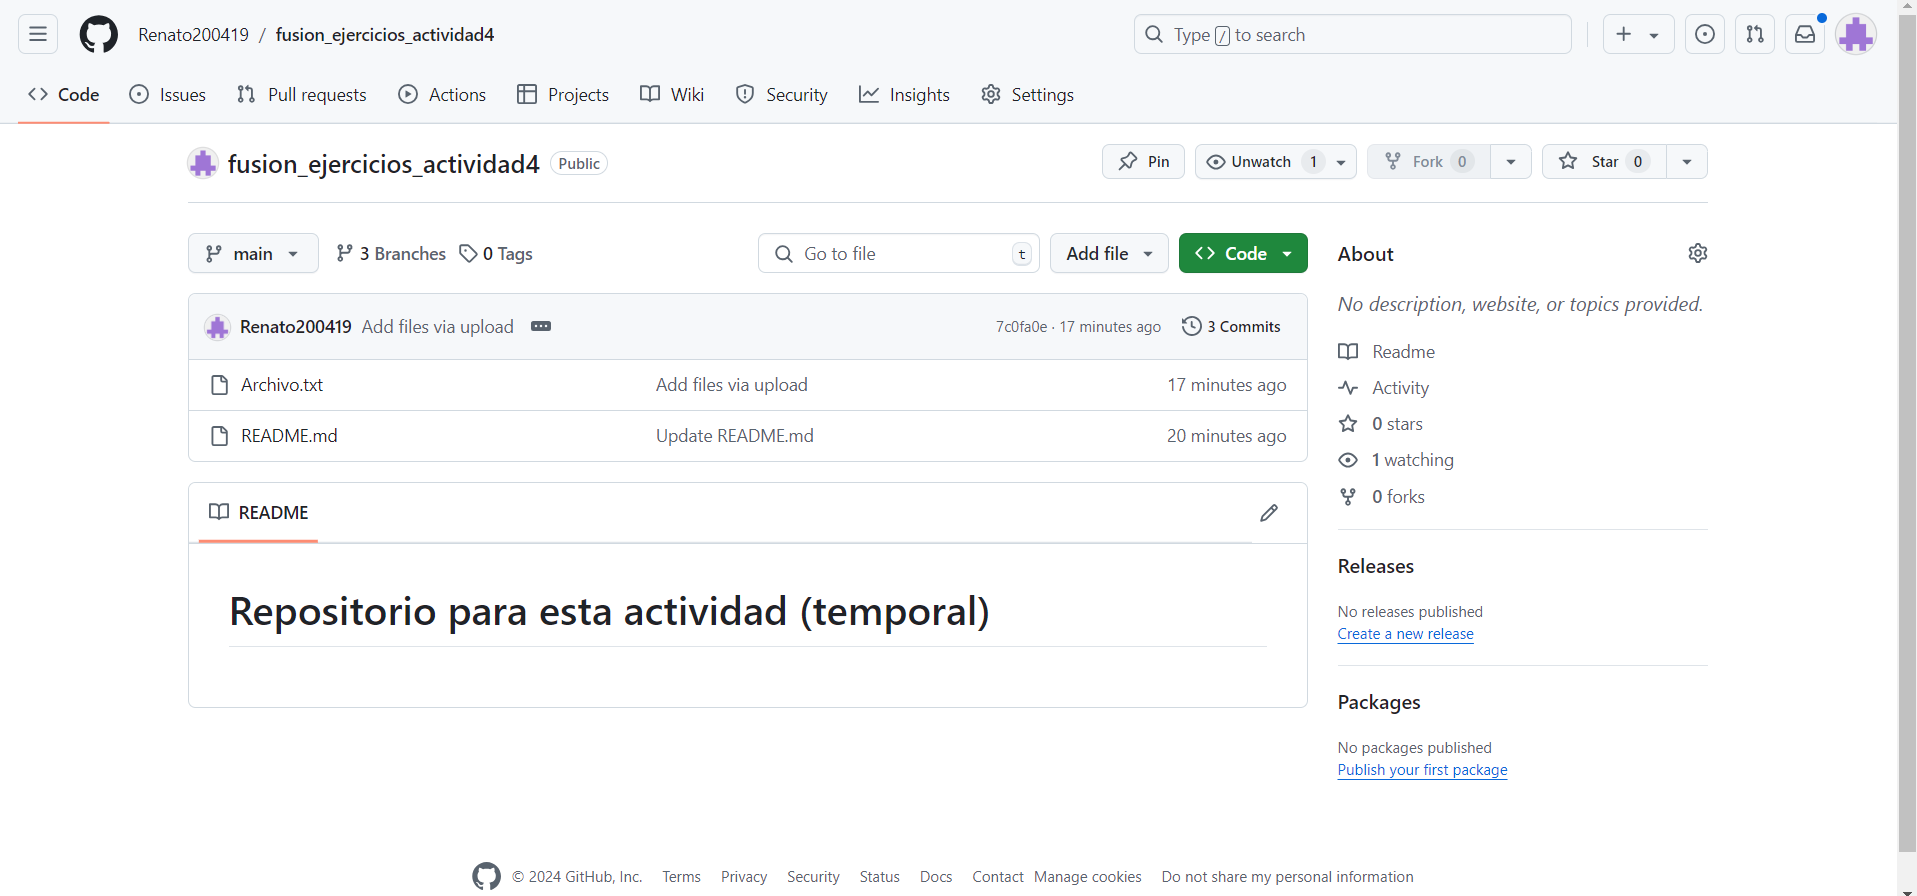 Renato200419 / fusion_ejercicios_actividad4
Type / to search
Code Issues Pull requests Actions Projects Wiki Security Insights Settings
fusion_ejercicios_actividad4 Public
Pin Unwatch 1 Fork 0 Star 0
main 3 Branches 0 Tags
Go to file t Add file Code
Renato200419 Add files via upload
7c0fa0e · 17 minutes ago 3 Commits
Archivo.txt Add files via upload 17 minutes ago
README.md Update README.md 20 minutes ago
README
Repositorio para esta actividad (temporal)
About
No description, website, or topics provided.
Readme
Activity
0 stars
1 watching
0 forks
Releases
No releases published
Create a new release
Packages
No packages published
Publish your first package
© 2024 GitHub, Inc. Terms Privacy Security Status Docs Contact Manage cookies Do not share my personal information